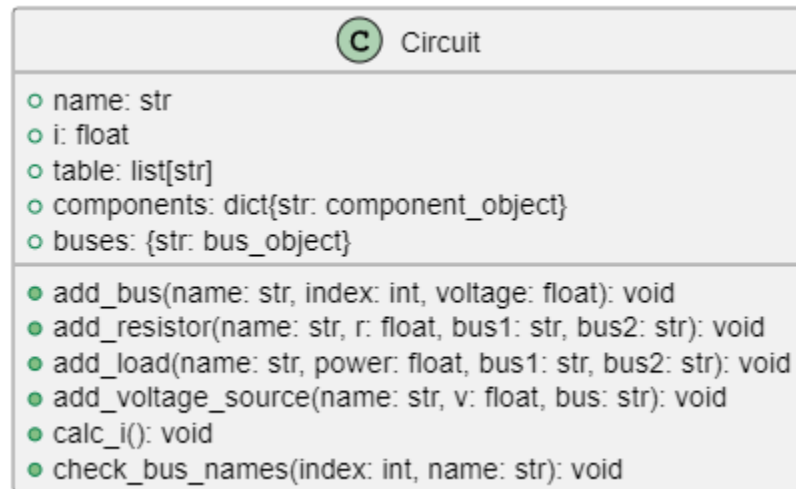 C Circuit
name: str
i: float
table: list[str]
components: dict{str: component_object}
buses: {str: bus_object}
add_bus(name: str, index: int, voltage: float): void
add_resistor(name: str, r: float, bus1: str, bus2: str): void
add_load(name: str, power: float, bus1: str, bus2: str): void
add_voltage_source(name: str, v: float, bus: str): void
calc_i(): void
check_bus_names(index: int, name: str): void